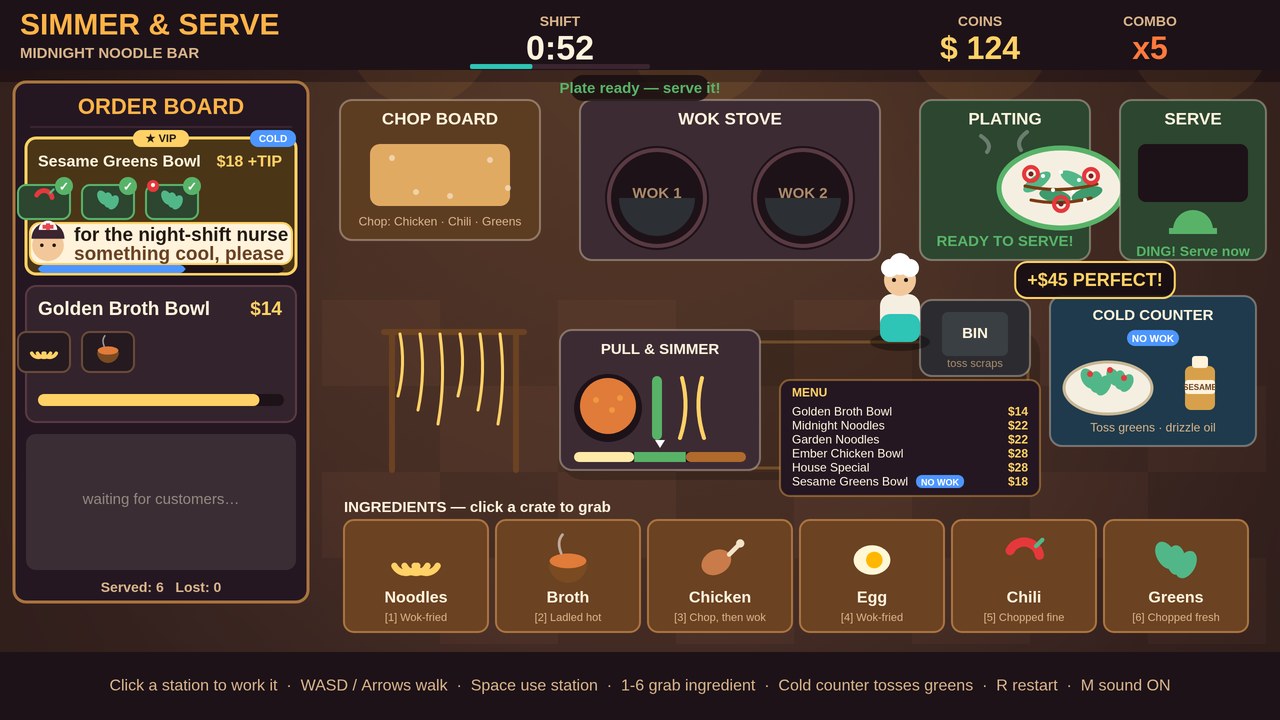 SIMMER & SERVE
MIDNIGHT NOODLE BAR
SHIFT
0:52
COINS
$ 124
COMBO
x5
Plate ready — serve it!
ORDER BOARD
★ VIP
COLD
Sesame Greens Bowl
$18 +TIP
for the night-shift nurse
something cool, please
Golden Broth Bowl
$14
waiting for customers…
Served: 6 Lost: 0
CHOP BOARD
Chop: Chicken · Chili · Greens
WOK STOVE
WOK 1
WOK 2
PLATING
READY TO SERVE!
SERVE
DING! Serve now
+$45 PERFECT!
PULL & SIMMER
BIN
toss scraps
COLD COUNTER
NO WOK
SESAME
Toss greens · drizzle oil
MENU
Golden Broth Bowl $14
Midnight Noodles $22
Garden Noodles $22
Ember Chicken Bowl $28
House Special $28
Sesame Greens Bowl NO WOK $18
INGREDIENTS — click a crate to grab
Noodles
[1] Wok-fried
Broth
[2] Ladled hot
Chicken
[3] Chop, then wok
Egg
[4] Wok-fried
Chili
[5] Chopped fine
Greens
[6] Chopped fresh
Click a station to work it · WASD / Arrows walk · Space use station · 1-6 grab ingredient · Cold counter tosses greens · R restart · M sound ON